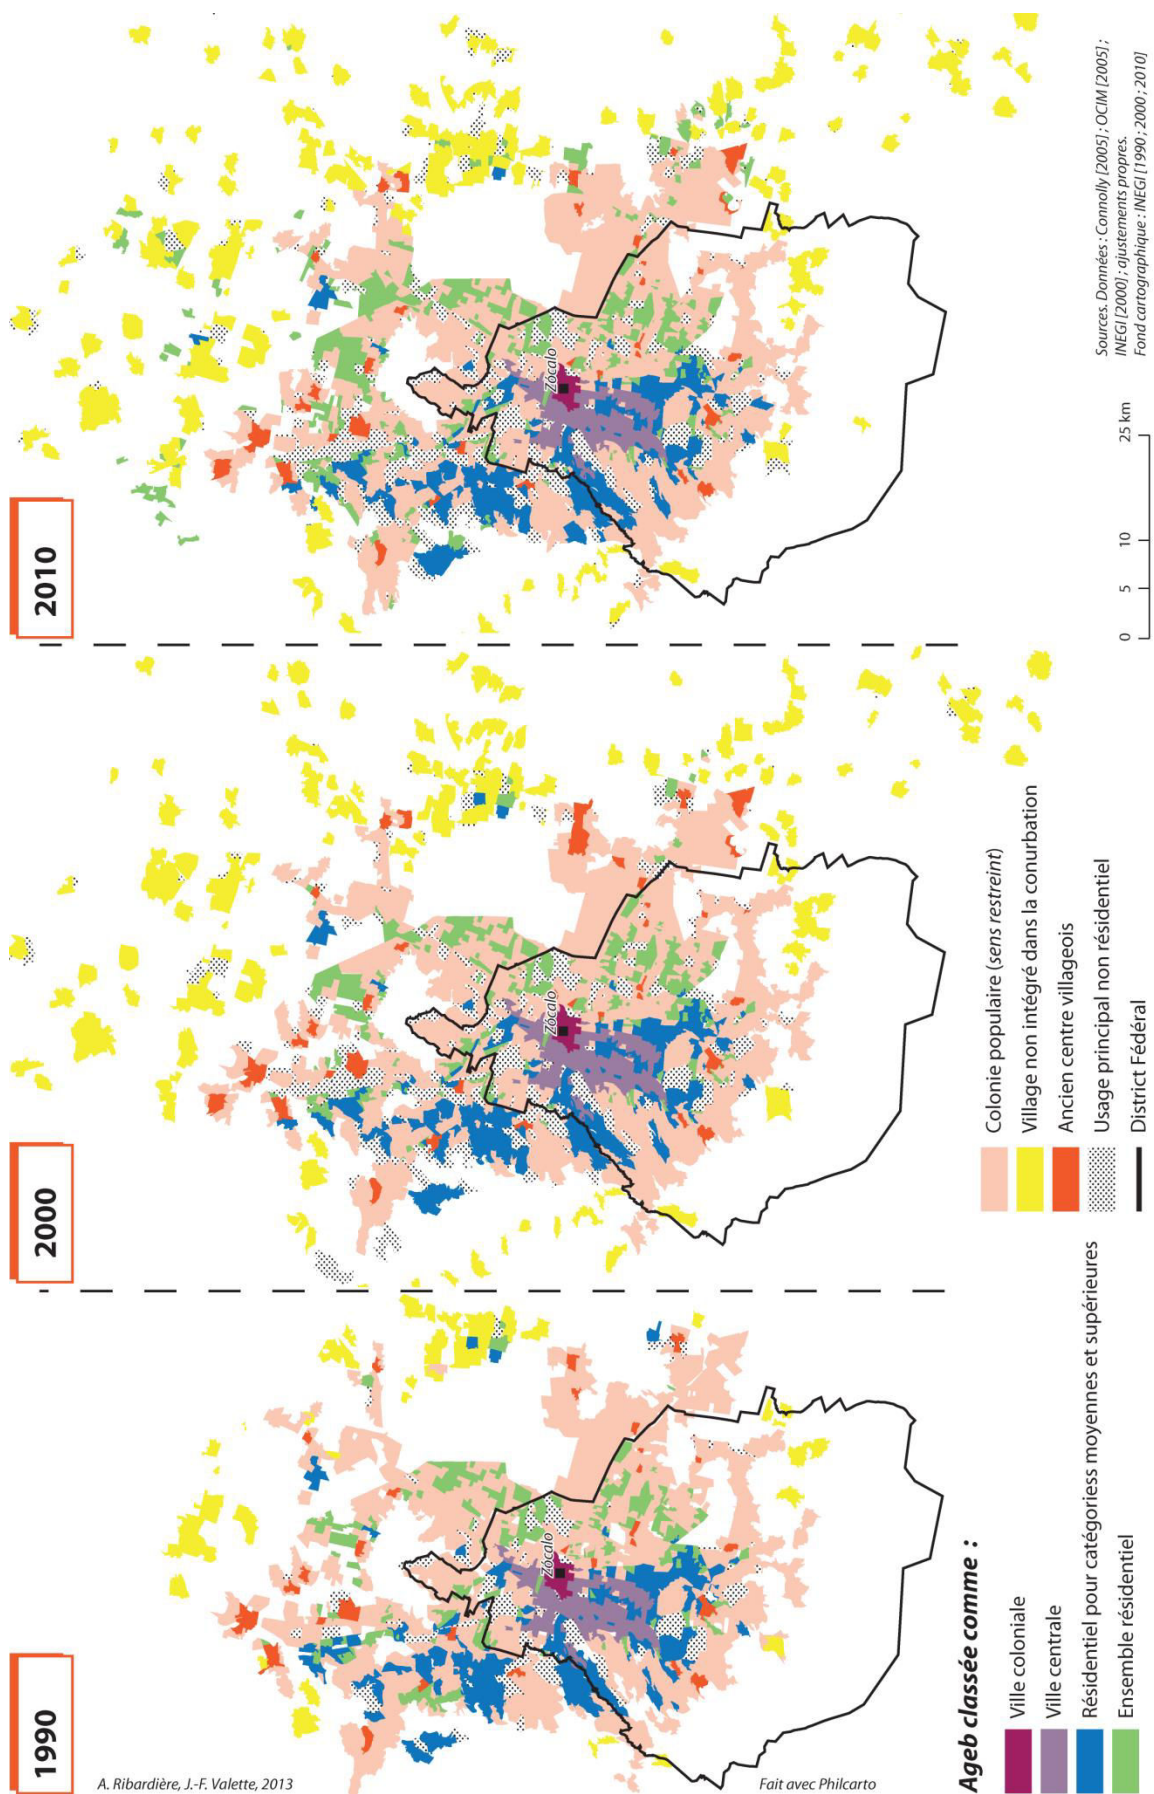 1990
2000
2010
Zócalo
Zócalo
Zócalo
A. Ribardière, J.-F. Valette, 2013
Fait avec Philcarto
Ageb classée comme :
Ville coloniale
Ville centrale
Résidentiel pour catégoriess moyennes et supérieures
Ensemble résidentiel
Colonie populaire (sens restreint)
Village non intégré dans la conurbation
Ancien centre villageois
Usage principal non résidentiel
District Fédéral
0 5 10 25 km
Sources. Données : Connolly [2005] ; OCIM [2005] ;
INEGI [2000] ; ajustements propres.
Fond cartographique : INEGI [1990 ; 2000 ; 2010]